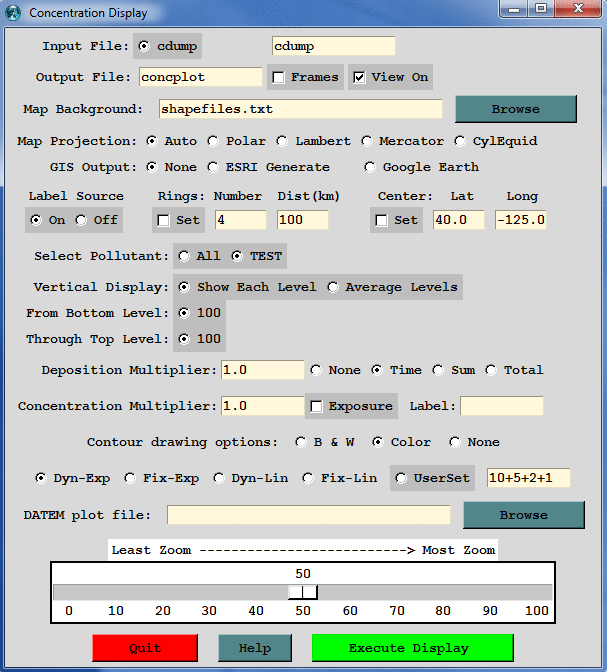 Concentration Display
Input File: cdump cdump
Output File: concplot Frames View On
Map Background: shapefiles.txt Browse
Map Projection: Auto Polar Lambert Mercator CylEquid
GIS Output: None ESRI Generate Google Earth
Label Source Rings: Number Dist(km) Center: Lat Long
On Off Set 4 100 Set 40.0 -125.0
Select Pollutant: All TEST
Vertical Display: Show Each Level Average Levels
From Bottom Level: 100
Through Top Level: 100
Deposition Multiplier: 1.0 None Time Sum Total
Concentration Multiplier: 1.0 Exposure Label:
Contour drawing options: B & W Color None
Dyn-Exp Fix-Exp Dyn-Lin Fix-Lin UserSet 10+5+2+1
DATEM plot file: Browse
Least Zoom --------------------------> Most Zoom
50
0 10 20 30 40 50 60 70 80 90 100
Quit Help Execute Display